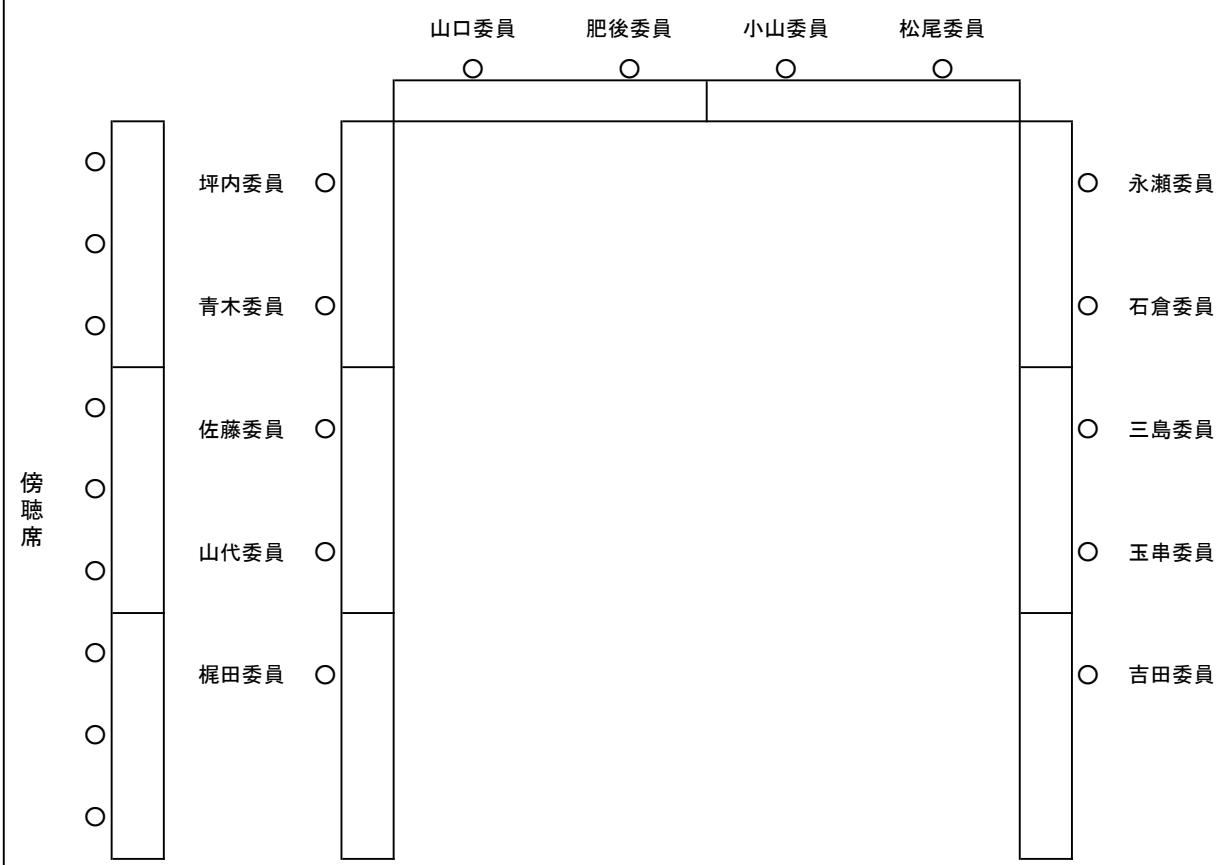 山口委員 肥後委員 小山委員 松尾委員
坪内委員 永瀬委員
青木委員 石倉委員
佐藤委員 三島委員
傍聴席
山代委員 玉串委員
梶田委員 吉田委員